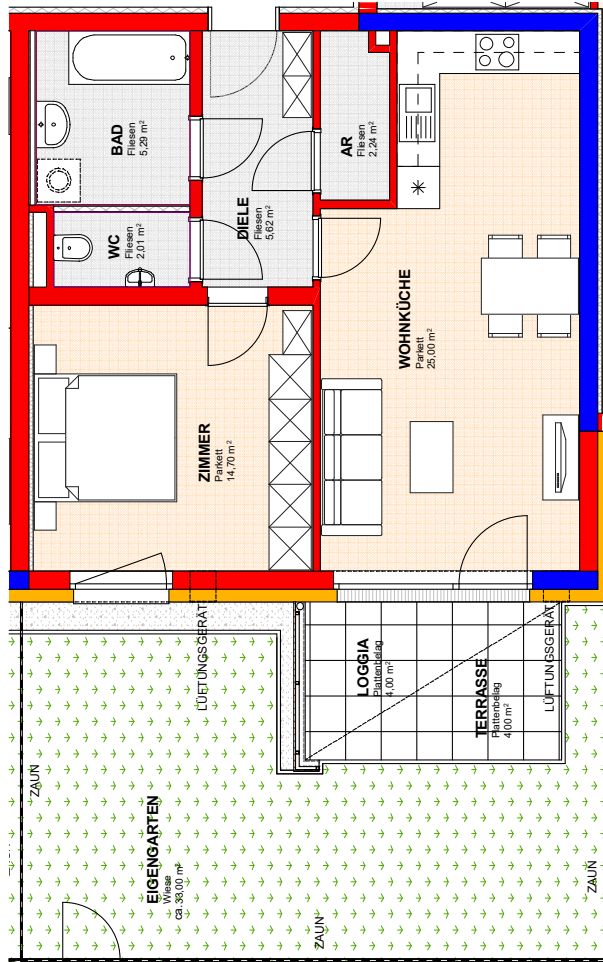 BAD
Fliesen
5,29 m²
WC
Fliesen
2,01 m²
DIELE
Fliesen
5,62 m²
AR
Fliesen
2,24 m²
WOHNKÜCHE
Parkett
25,00 m²
ZIMMER
Parkett
14,70 m²
LÜFTUNGSGERÄT
LOGGIA
Plattenbelag
4,00 m²
TERRASSE
Plattenbelag
4,00 m²
LÜFTUNGSGERÄT
ZAUN
EIGENGARTEN
Wiese
ca. 33,00 m²
ZAUN
ZAUN